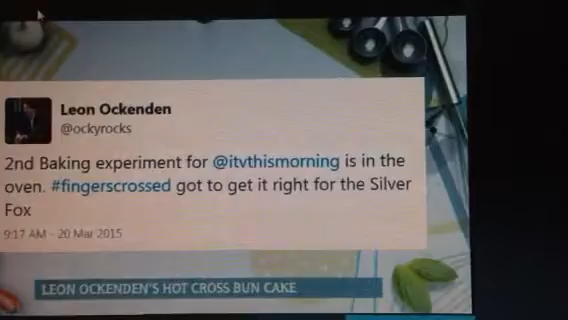 Leon Ockenden
@ockyrocks
2nd Baking experiment for @itvthismorning is in the
oven. #fingerscrossed got to get it right for the Silver
Fox
9:17 AM - 20 Mar 2015
LEON OCKENDEN'S HOT CROSS BUN CAKE